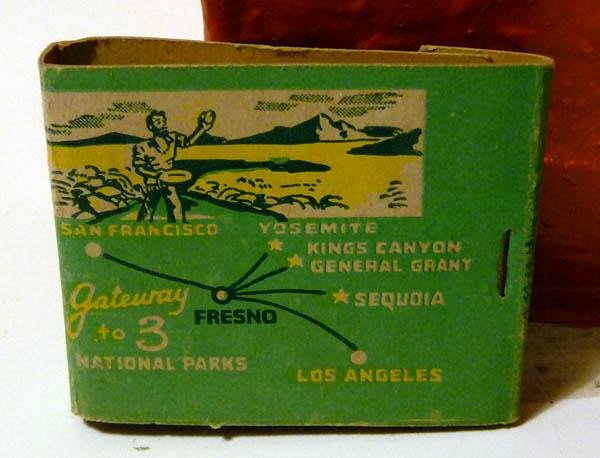 SAN FRANCISCO
YOSEMITE
KINGS CANYON
GENERAL GRANT
SEQUOIA
Gateway
to 3
NATIONAL PARKS
FRESNO
LOS ANGELES